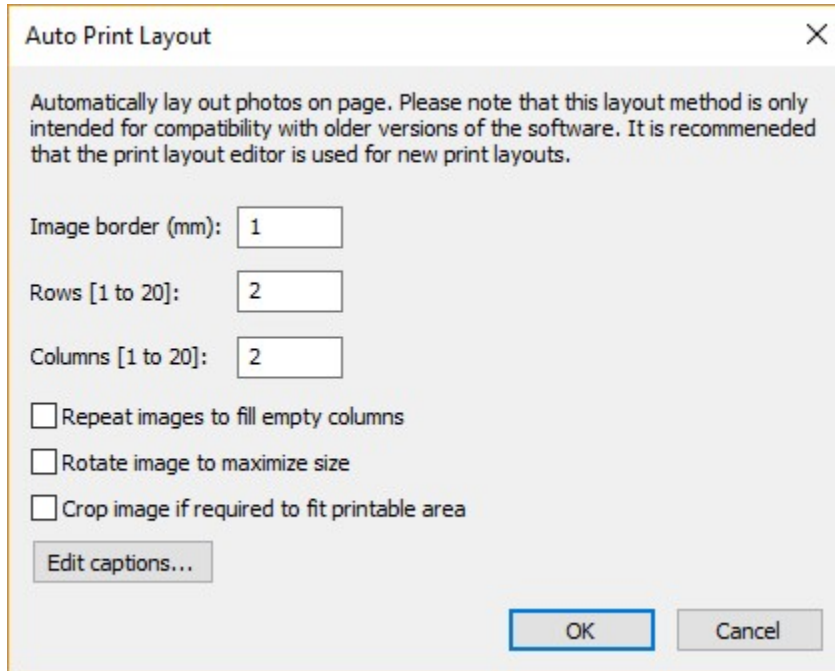 Auto Print Layout
Automatically lay out photos on page. Please note that this layout method is only
intended for compatibility with older versions of the software. It is recommeneded
that the print layout editor is used for new print layouts.
Image border (mm): 1
Rows [1 to 20]: 2
Columns [1 to 20]: 2
Repeat images to fill empty columns
Rotate image to maximize size
Crop image if required to fit printable area
Edit captions...
OK Cancel